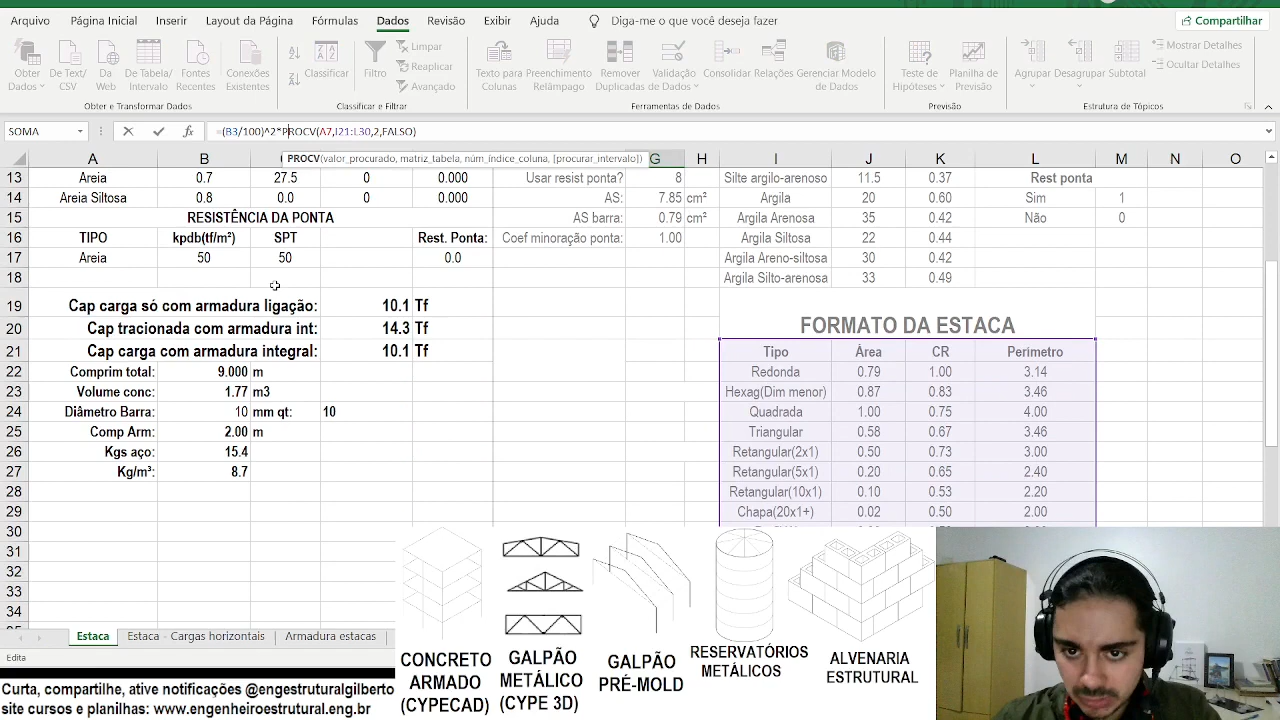 Arquivo Página Inicial Inserir Layout da Página Fórmulas Dados Revisão Exibir Ajuda Diga-me o que você deseja fazer Compartilhar
Obter Dados De Text/ CSV Da Web De Tabela/ Intervalo Fontes Recentes Conexões Existentes Classificar Filtro Limpar Reaplicar Avançado Texto para Colunas Preenchimento Relâmpago Remover Duplicadas Validação de Dados Consolidar Relações Gerenciar Modelo de Dados Teste de Hipóteses Planilha de Previsão Agrupar Desagrupar Subtotal Mostrar Detalhes Ocultar Detalhes
Obter e Transformar Dados Classificar e Filtrar Ferramentas de Dados Previsão Estrutura de Tópicos
SOMA fx =(B3/100)^2*PROCV(A7,I21:L30,2,FALSO)
PROCV(valor_procurado, matriz_tabela, núm_índice_coluna, [procurar_intervalo])
A B G H I J K L M N O
13 Areia 0.7 27.5 0 0.000 Usar resist ponta? 8 Silte argilo-arenoso 11.5 0.37 Rest ponta
14 Areia Siltosa 0.8 0.0 0 0.000 AS: 7.85 cm² Argila 20 0.60 Sim 1
15 RESISTÊNCIA DA PONTA AS barra: 0.79 cm² Argila Arenosa 35 0.42 Não 0
16 TIPO kpdb(tf/m²) SPT Rest. Ponta: Coef minoração ponta: 1.00 Argila Siltosa 22 0.44
17 Areia 50 50 0.0 Argila Areno-siltosa 30 0.42
18 Argila Silto-arenosa 33 0.49
19 Cap carga só com armadura ligação: 10.1 Tf
20 Cap tracionada com armadura int: 14.3 Tf FORMATO DA ESTACA
21 Cap carga com armadura integral: 10.1 Tf Tipo Área CR Perímetro
22 Comprim total: 9.000 m Redonda 0.79 1.00 3.14
23 Volume conc: 1.77 m3 Hexag(Dim menor) 0.87 0.83 3.46
24 Diâmetro Barra: 10 mm qt: 10 Quadrada 1.00 0.75 4.00
25 Comp Arm: 2.00 m Triangular 0.58 0.67 3.46
26 Kgs aço: 15.4 Retangular(2x1) 0.50 0.73 3.00
27 Kg/m³: 8.7 Retangular(5x1) 0.20 0.65 2.40
28 Retangular(10x1) 0.10 0.53 2.20
29 Chapa(20x1+) 0.02 0.50 2.00
30
31
32
33
34
Estaca Estaca - Cargas horizontais Armadura estacas
Edita
CONCRETO ARMADO (CYPECAD)
GALPÃO METÁLICO (CYPE 3D)
GALPÃO PRÉ-MOLD
RESERVATÓRIOS METÁLICOS
ALVENARIA ESTRUTURAL
Curta, compartilhe, ative notificações @engestruturalgilberto
site cursos e planilhas: www.engenheiroestrutural.eng.br